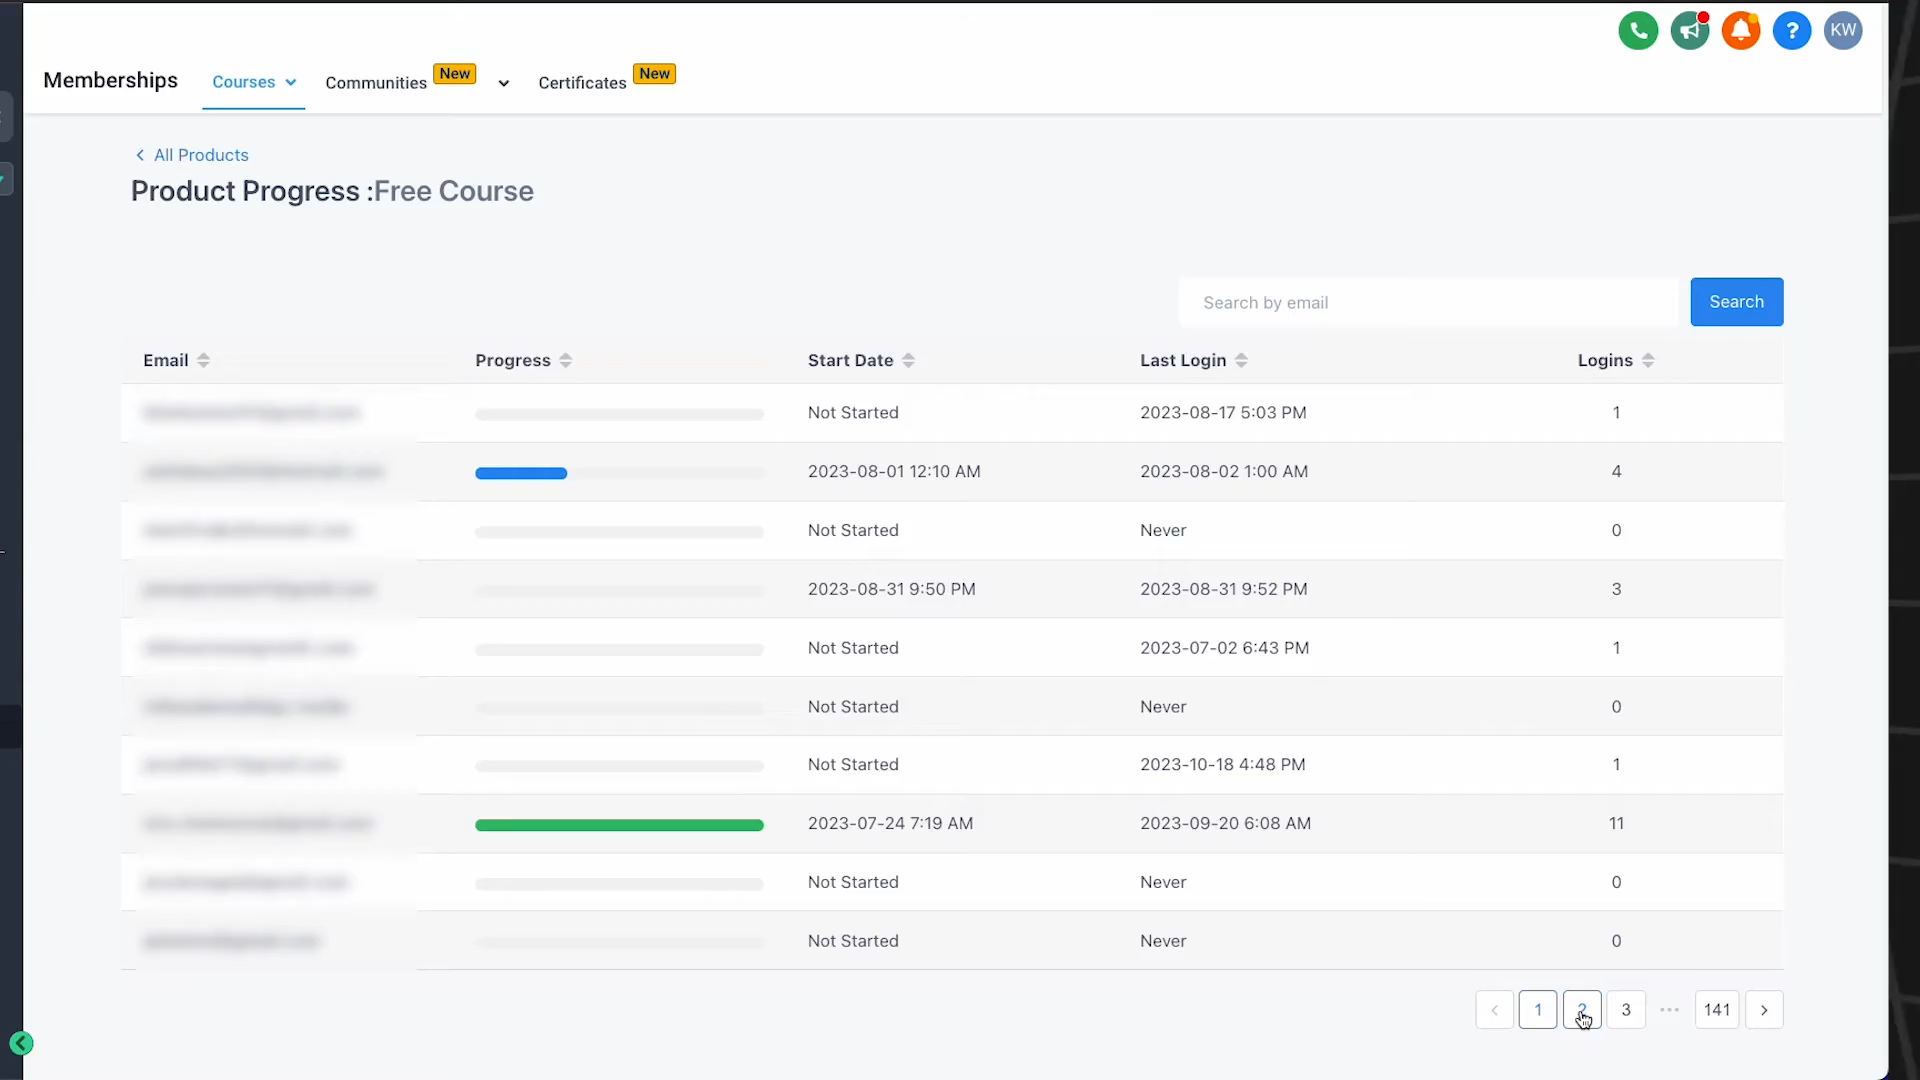 KW
Memberships Courses Communities New Certificates New
All Products
Product Progress :Free Course
Search by email Search
Email Progress Start Date Last Login Logins
Not Started 2023-08-17 5:03 PM 1
2023-08-01 12:10 AM 2023-08-02 1:00 AM 4
Not Started Never 0
2023-08-31 9:50 PM 2023-08-31 9:52 PM 3
Not Started 2023-07-02 6:43 PM 1
Not Started Never 0
Not Started 2023-10-18 4:48 PM 1
2023-07-24 7:19 AM 2023-09-20 6:08 AM 11
Not Started Never 0
Not Started Never 0
1 2 3 ••• 141